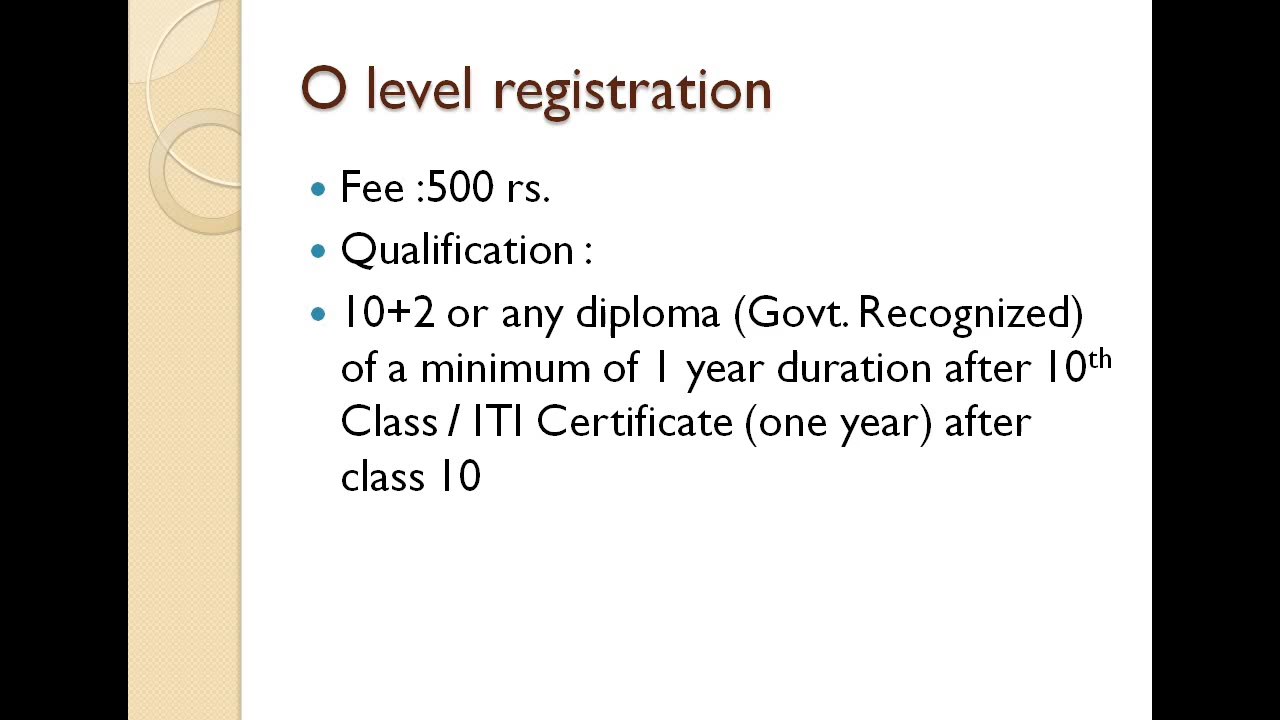 O level registration
Fee :500 rs.
Qualification :
10+2 or any diploma (Govt. Recognized)
of a minimum of 1 year duration after 10th
Class / ITI Certificate (one year) after
class 10